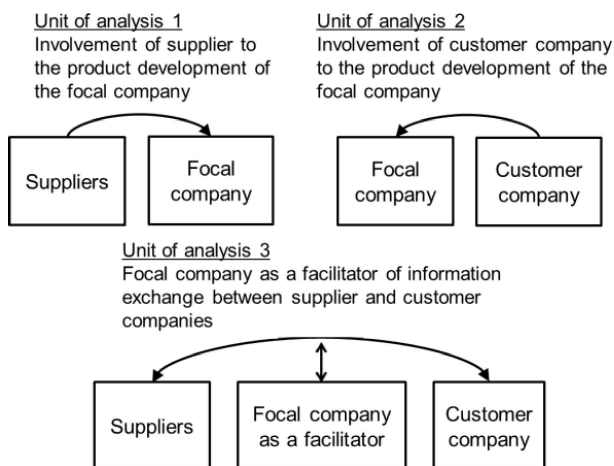 Unit of analysis 1
Involvement of supplier to
the product development of
the focal company
Suppliers
Focal
company
Unit of analysis 2
Involvement of customer company
to the product development of the
focal company
Focal
company
Customer
company
Unit of analysis 3
Focal company as a facilitator of information
exchange between supplier and customer
companies
Suppliers
Focal company
as a facilitator
Customer
company